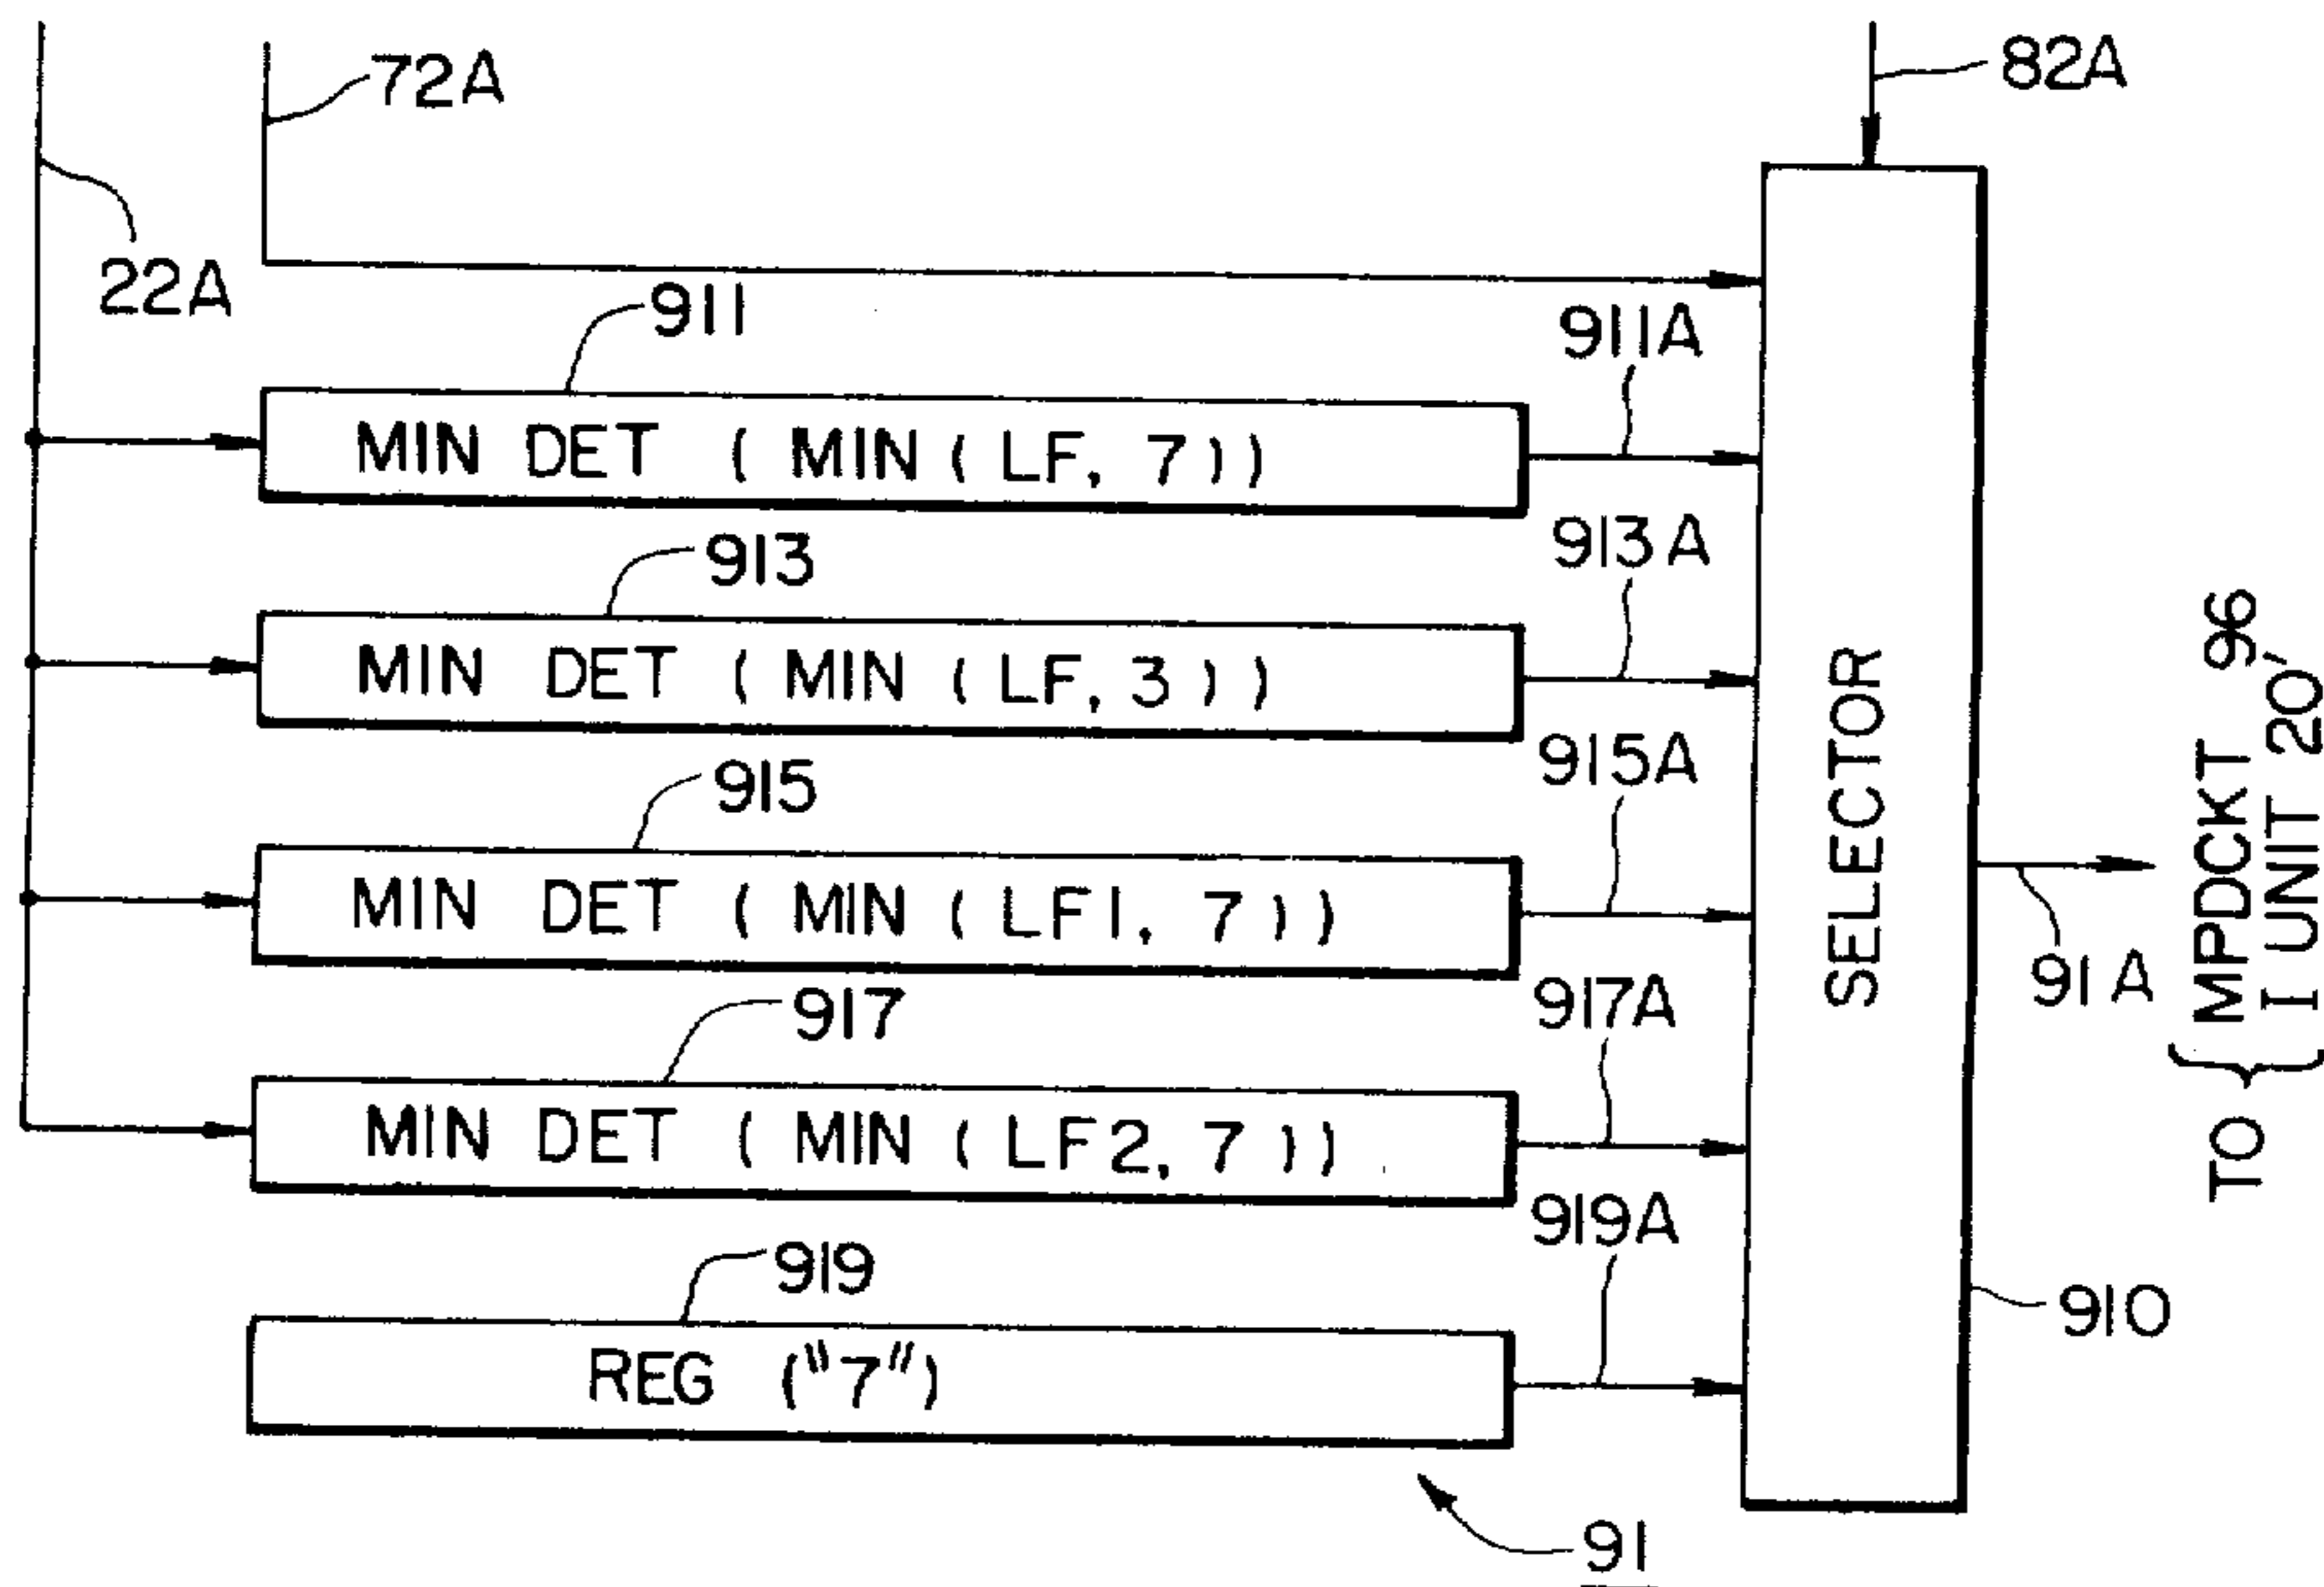 72A
82A
22A
911
911A
MIN DET ( MIN ( LF, 7 ) )
913
913A
MIN DET ( MIN ( LF, 3 ) )
915
915A
MIN DET ( MIN ( LF1, 7 ) )
917
917A
MIN DET ( MIN ( LF2, 7 ) )
919
919A
REG ("7")
SELECTOR
91A
TO { MPDCKT 96
I UNIT 20'
910
91